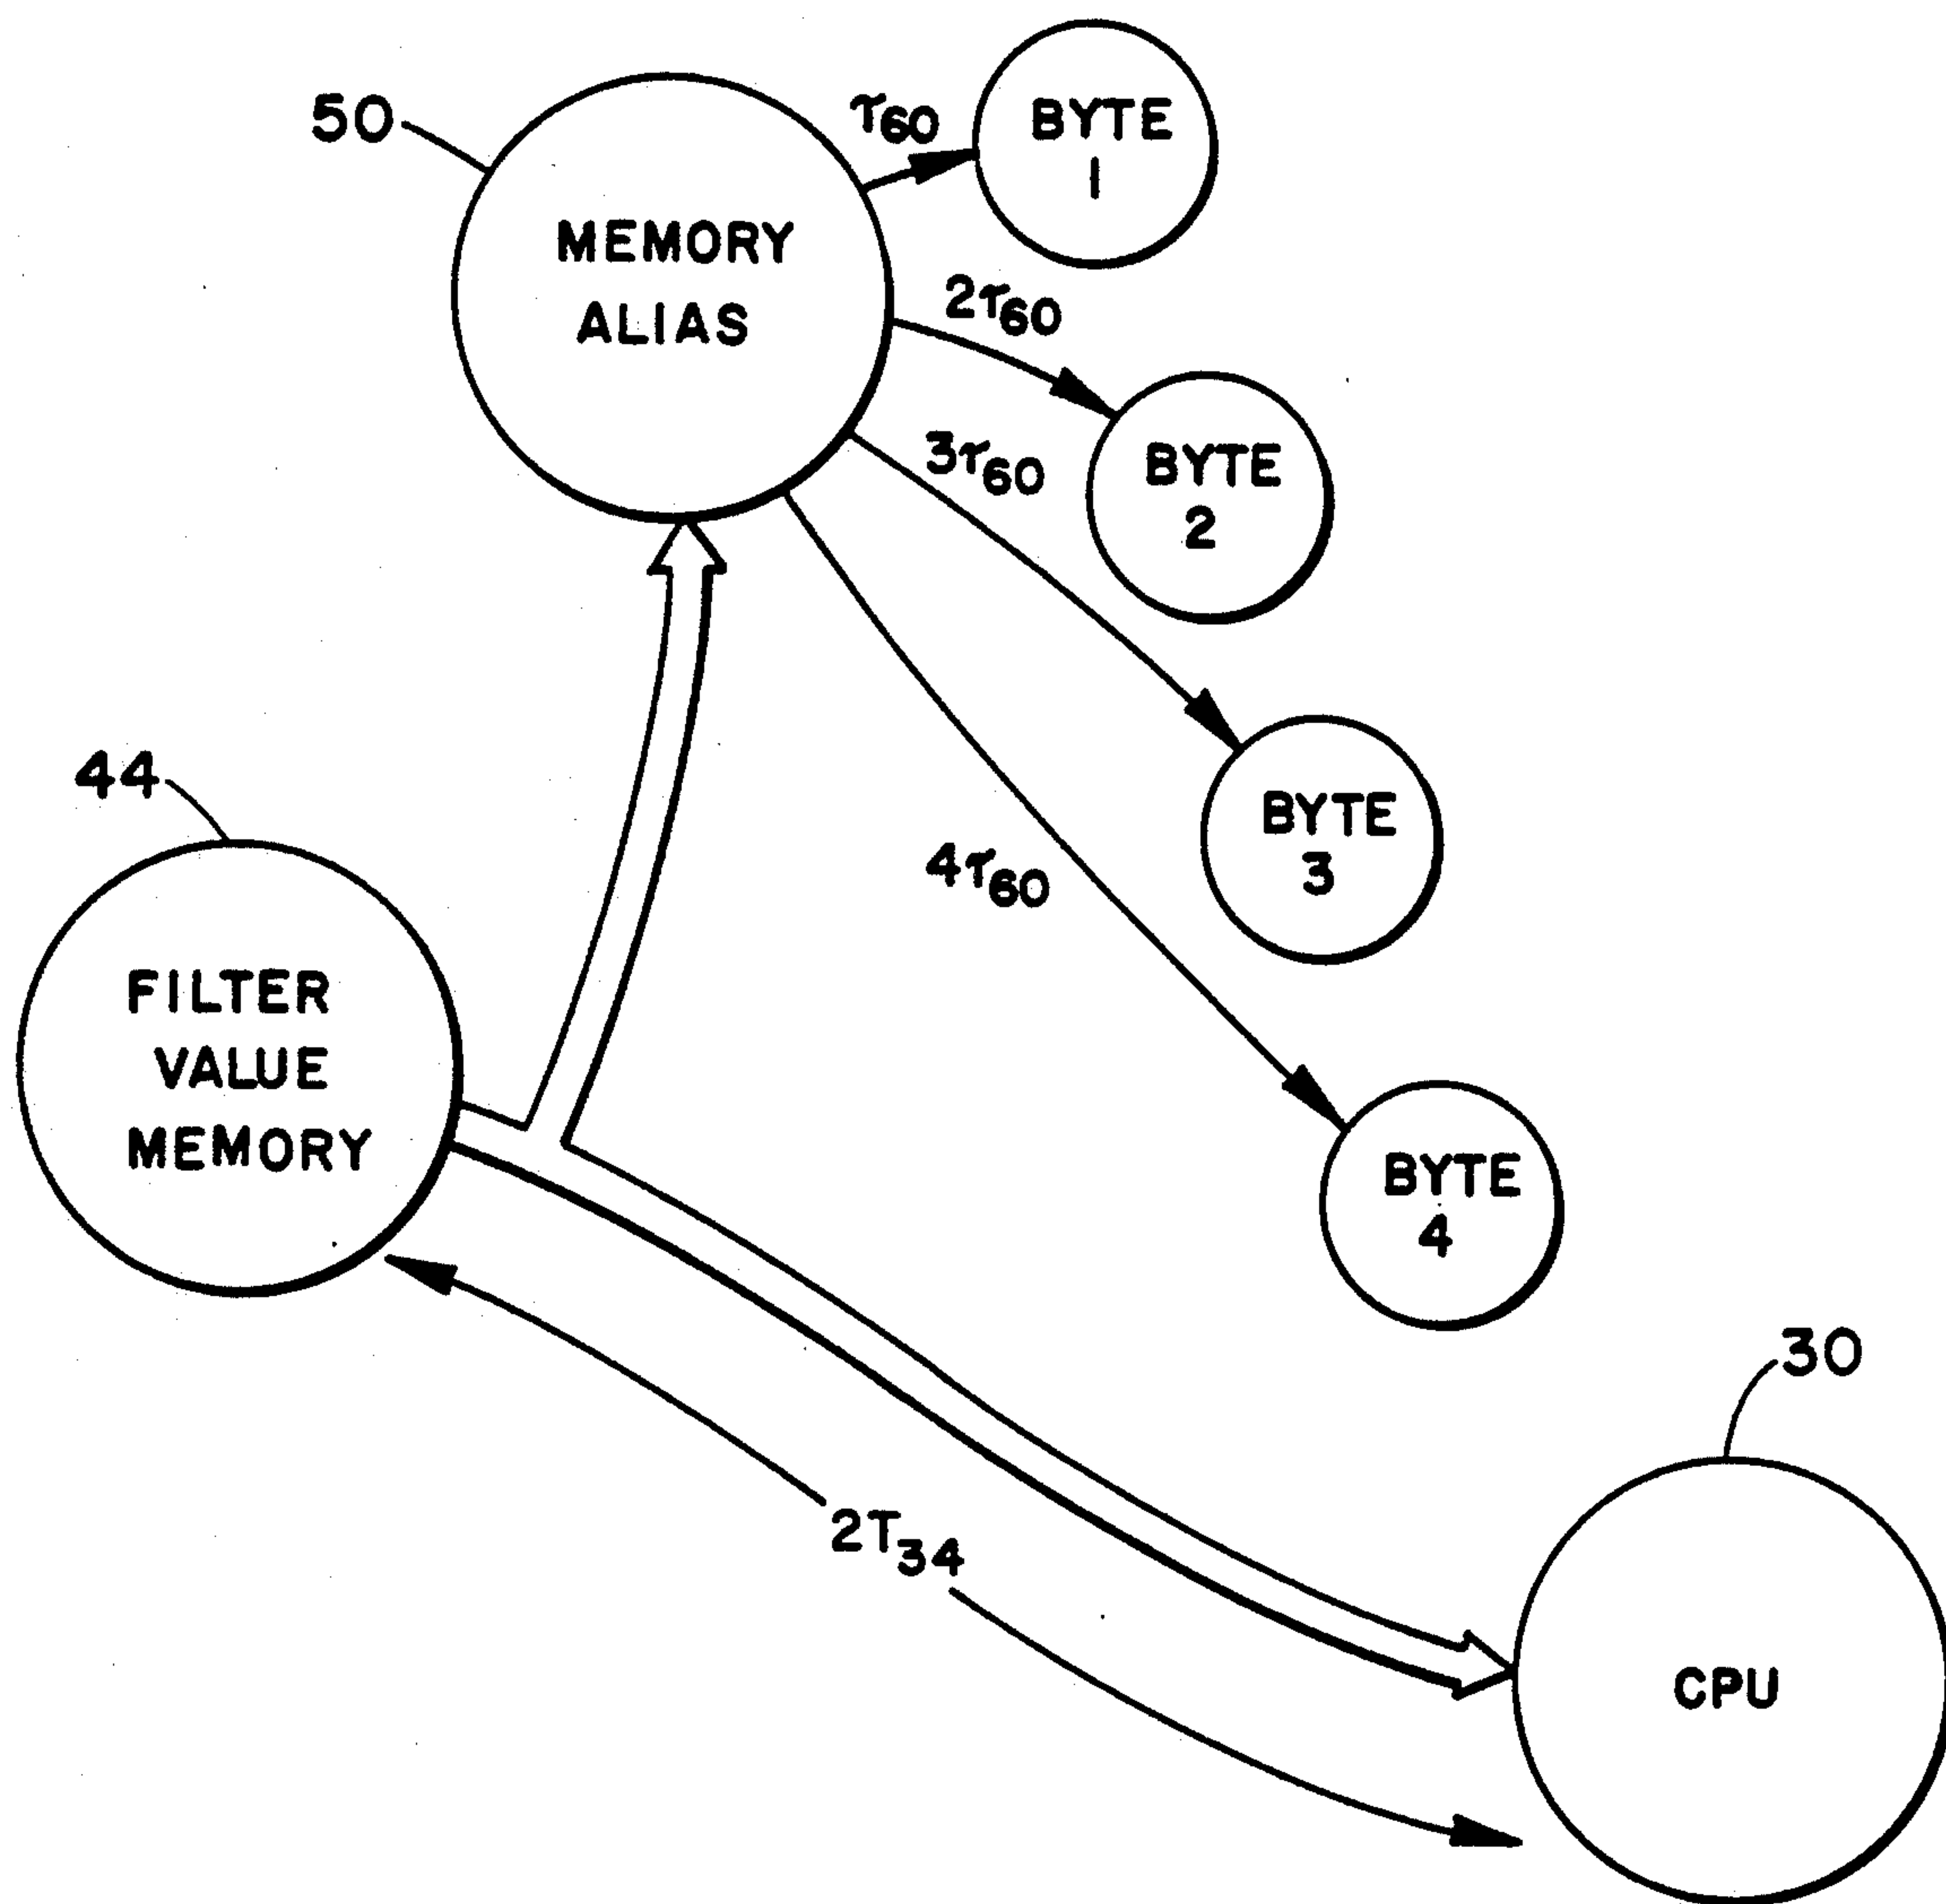 50
τ60
BYTE
1
MEMORY
ALIAS
2τ60
3τ60
BYTE
2
44
BYTE
3
4τ60
FILTER
VALUE
MEMORY
BYTE
4
30
2T34
CPU